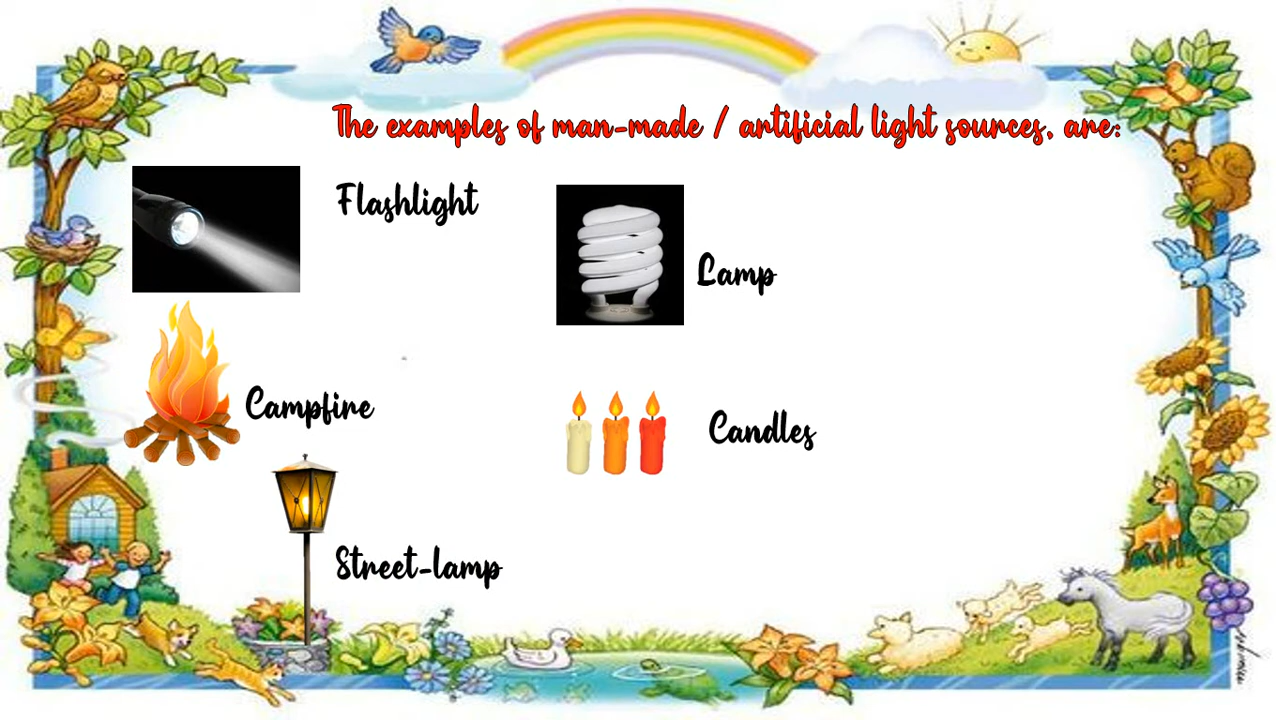 The examples of man-made / artificial light sources, are:
Flashlight
Lamp
Campfire
Candles
Street-lamp